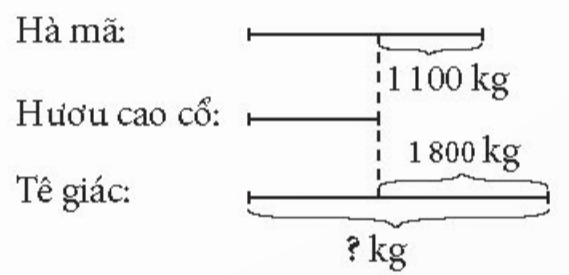 Hà mã:
1 100 kg
Hươu cao cổ:
1 800 kg
Tê giác:
? kg